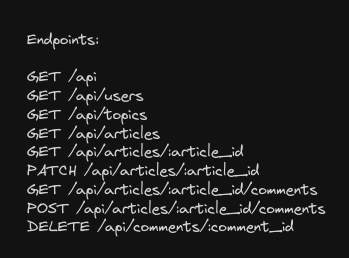 Endpoints:
GET /api
GET /api/users
GET /api/topics
GET /api/articles
GET /api/articles/:article_id
PATCH /api/articles/:article_id
GET /api/articles/:article_id/comments
POST /api/articles/:article_id/comments
DELETE /api/comments/:comment_id